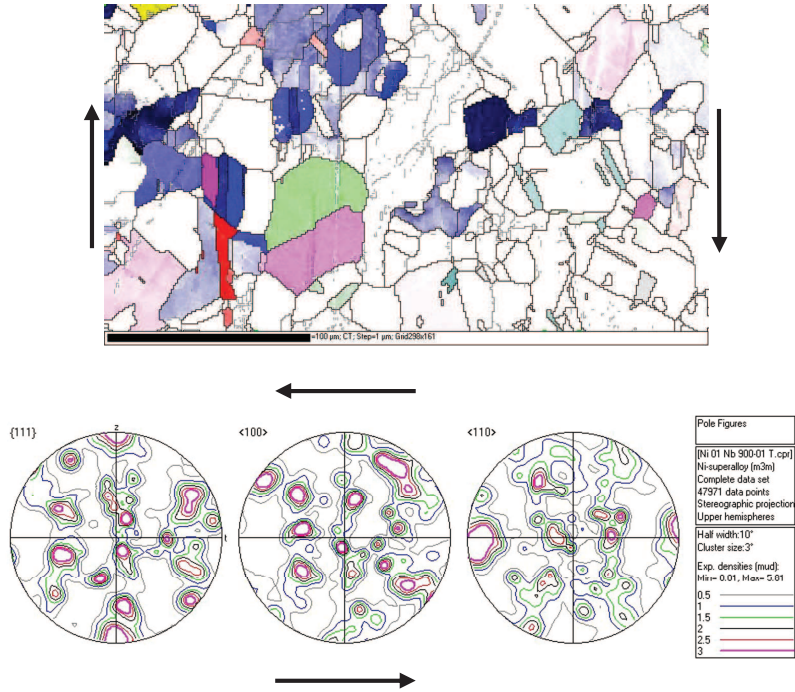 =100 µm; CT; Step=1 µm; Grid298x161
{111}
z
t
<100>
<110>
Pole Figures
[Ni 01 Nb 900-01 T.cpr]
Ni-superalloy (m3m)
Complete data set
47971 data points
Stereographic projection
Upper hemispheres
Half width:10°
Cluster size:3°
Exp. densities (mud):
Min= 0.01, Max= 5.01
0.5
1
1.5
2
2.5
3